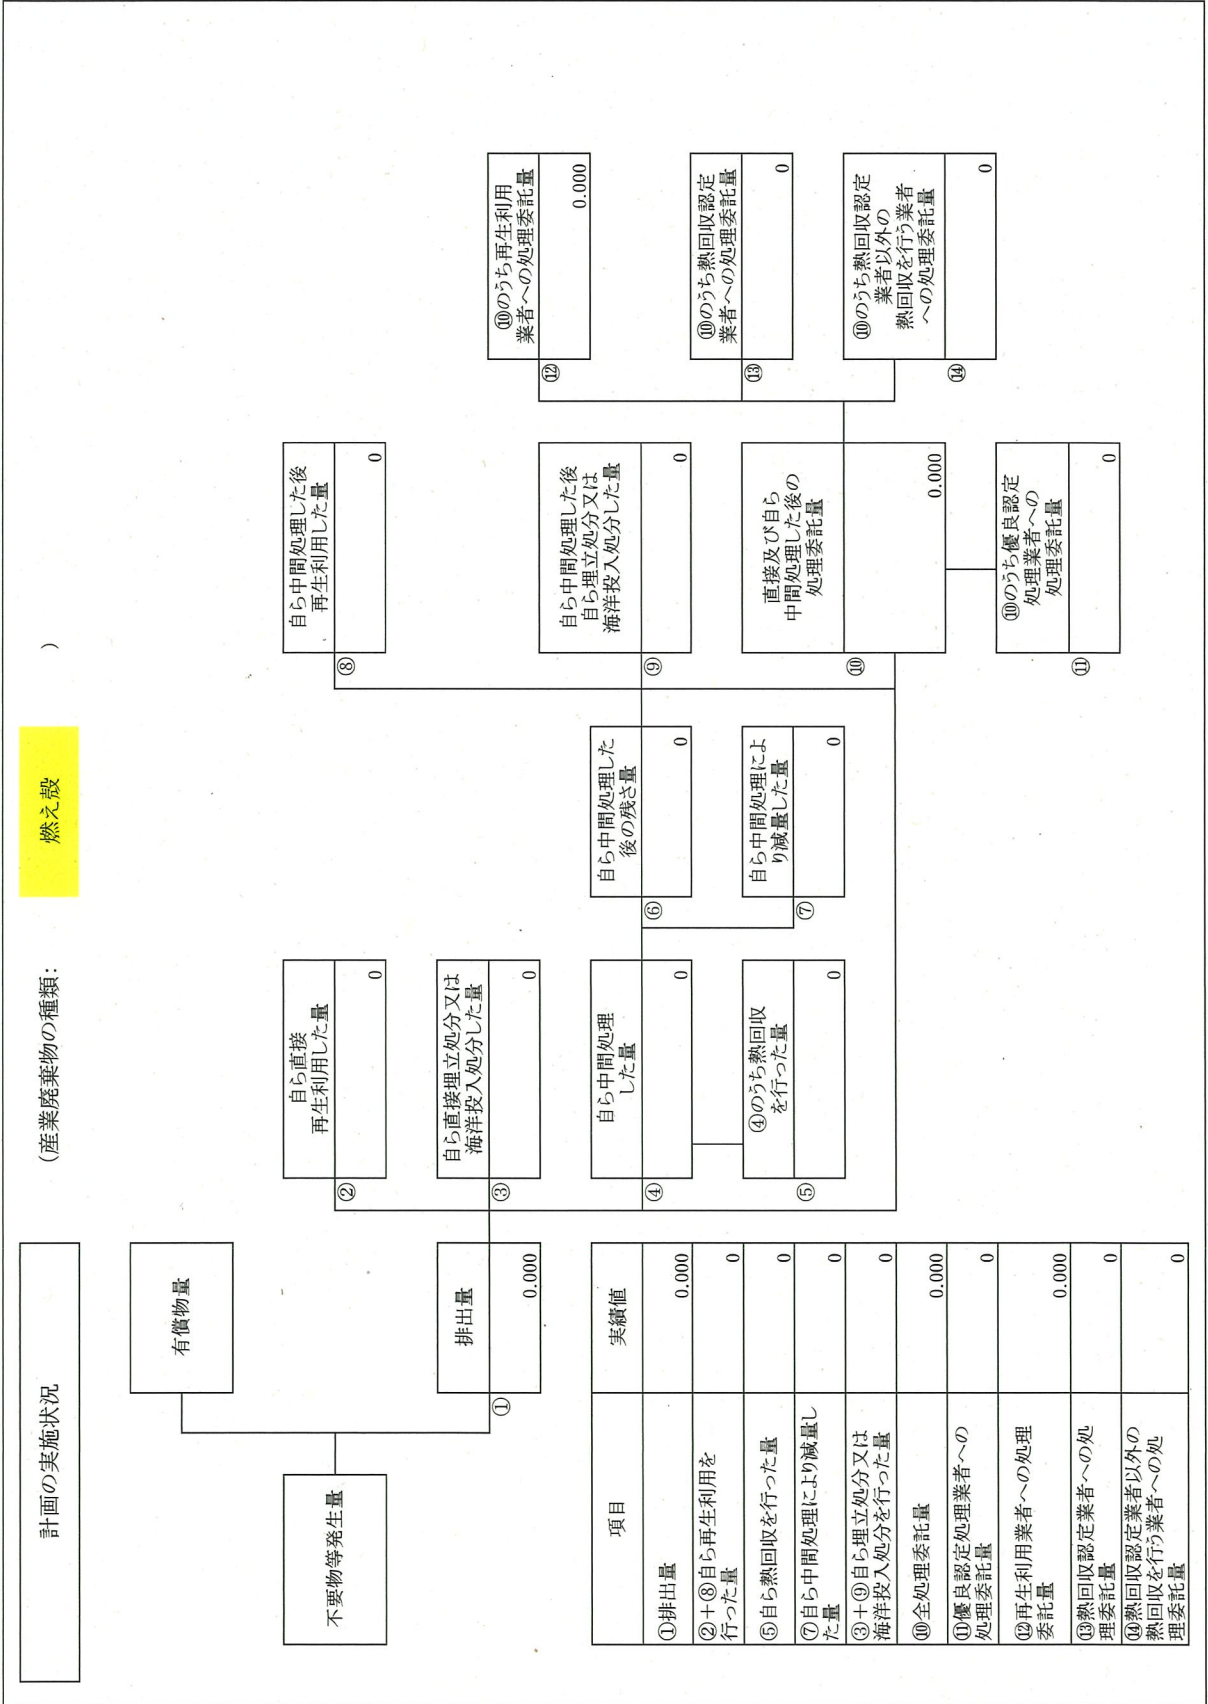 計画の実施状況
(産業廃棄物の種類：
燃え殻
)
不要物等発生量
有償物量
①
排出量
0.000
②
自ら直接
再生利用した量
0
③
自ら直接埋立処分又は
海洋投入処分した量
0
④
自ら中間処理
した量
0
⑤
④のうち熱回収
を行った量
0
⑥
自ら中間処理した
後の残さ量
0
⑦
自ら中間処理によ
り減量した量
0
⑧
自ら中間処理した後
再生利用した量
0
⑨
自ら中間処理した後
自ら埋立処分又は
海洋投入処分した量
0
⑩
直接及び自ら
中間処理した後の
処理委託量
0.000
⑪
⑩のうち優良認定
処理業者への
処理委託量
0
⑫
⑩のうち再生利用
業者への処理委託量
0.000
⑬
⑩のうち熱回収認定
業者への処理委託量
0
⑭
⑩のうち熱回収認定
業者以外の
熱回収を行う業者
への処理委託量
0
項目
実績値
①排出量
0.000
②＋⑧自ら再生利用を
行った量
0
⑤自ら熱回収を行った量
0
⑦自ら中間処理により減量し
た量
0
③＋⑨自ら埋立処分又は
海洋投入処分を行った量
0
⑩全処理委託量
0.000
⑪優良認定処理業者への
処理委託量
0
⑫再生利用業者への処理
委託量
0.000
⑬熱回収認定業者への処
理委託量
0
⑭熱回収認定業者以外の
熱回収を行う業者への処
理委託量
0